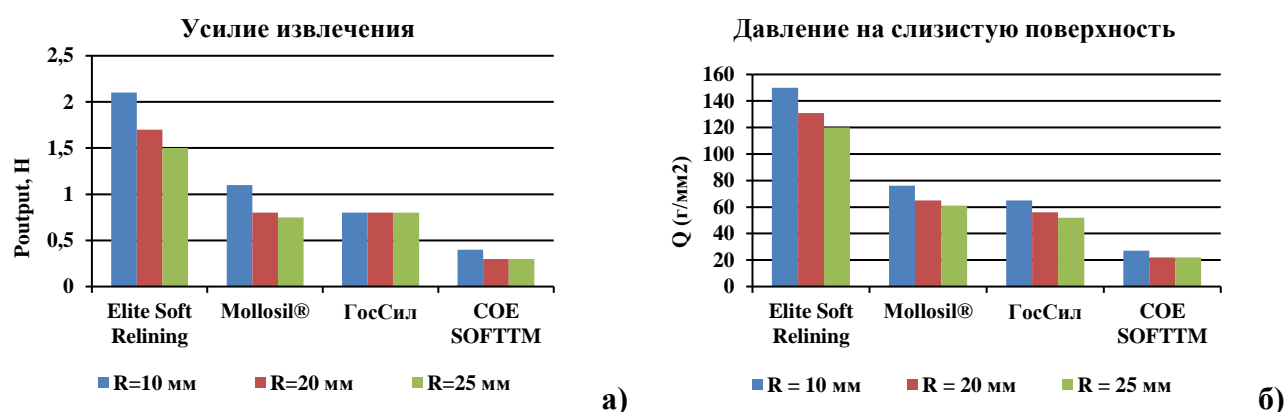 Усилие извлечения
2,5
2
1,5
1
0,5
0
Poutput, Н
Elite Soft Relining
Mollosil®
ГосСил
COE SOFTTM
R=10 мм
R=20 мм
R=25 мм
а)
Давление на слизистую поверхность
160
140
120
100
80
60
40
20
0
Q (г/мм2)
Elite Soft Relining
Mollosil®
ГосСил
COE SOFTTM
R = 10 мм
R = 20 мм
R = 25 мм
б)